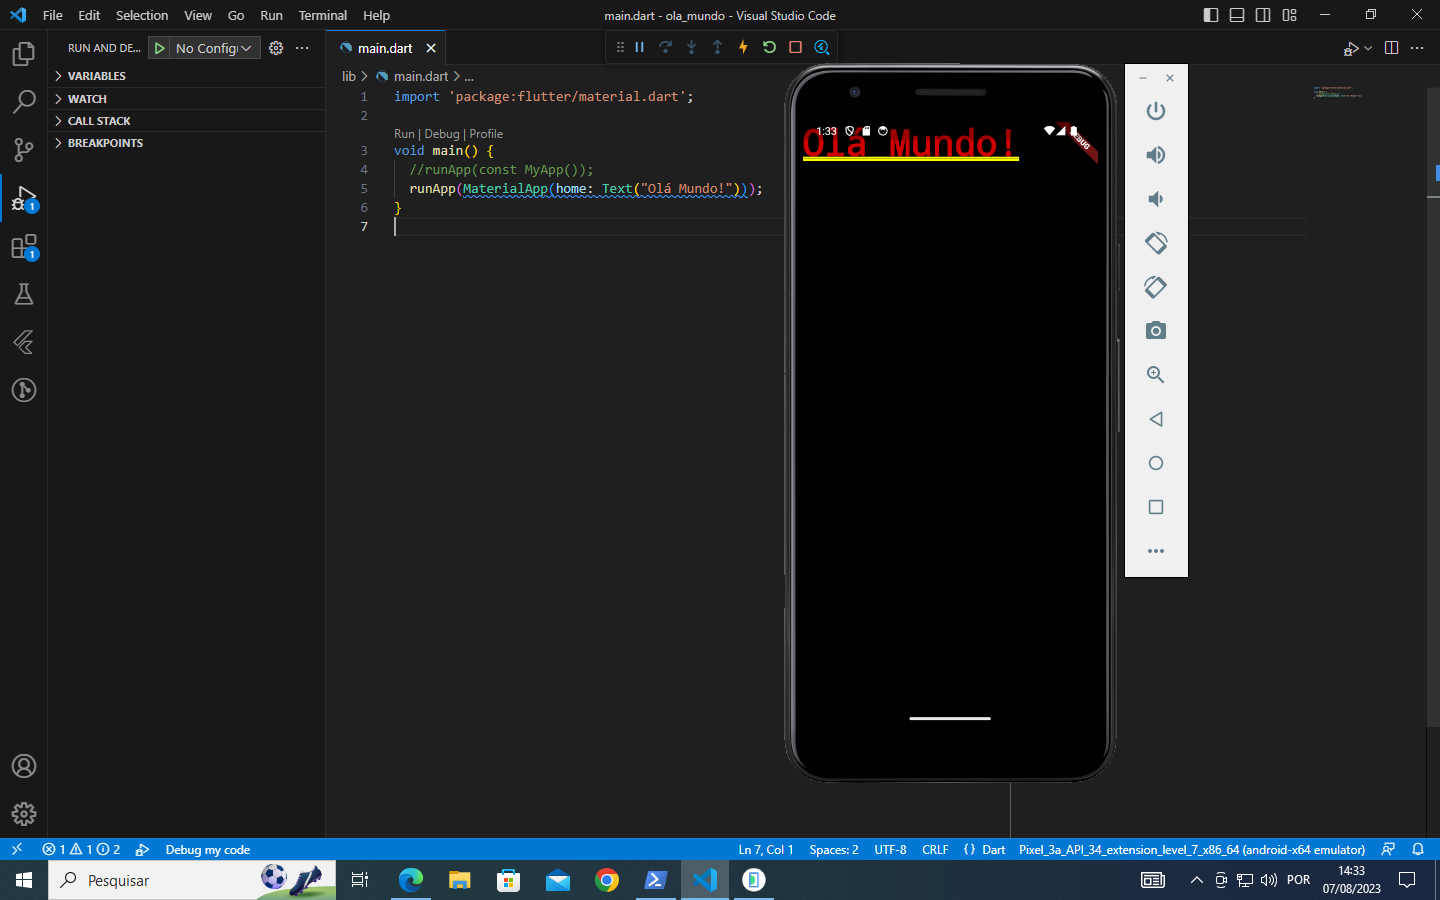 File Edit Selection View Go Run Terminal Help
main.dart - ola_mundo - Visual Studio Code
RUN AND DE...
No Config
main.dart
VARIABLES
WATCH
CALL STACK
BREAKPOINTS
lib > main.dart > ...
1 import 'package:flutter/material.dart';
2
Run | Debug | Profile
3 void main() {
4 //runApp(const MyApp());
5 runApp(MaterialApp(home: Text("Olá Mundo!")));
6 }
7
1
1
1:33
Olá Mundo!
1 1 2
Debug my code
Ln 7, Col 1
Spaces: 2
UTF-8
CRLF
{ } Dart
Pixel_3a_API_34_extension_level_7_x86_64 (android-x64 emulator)
Pesquisar
POR
14:33
07/08/2023